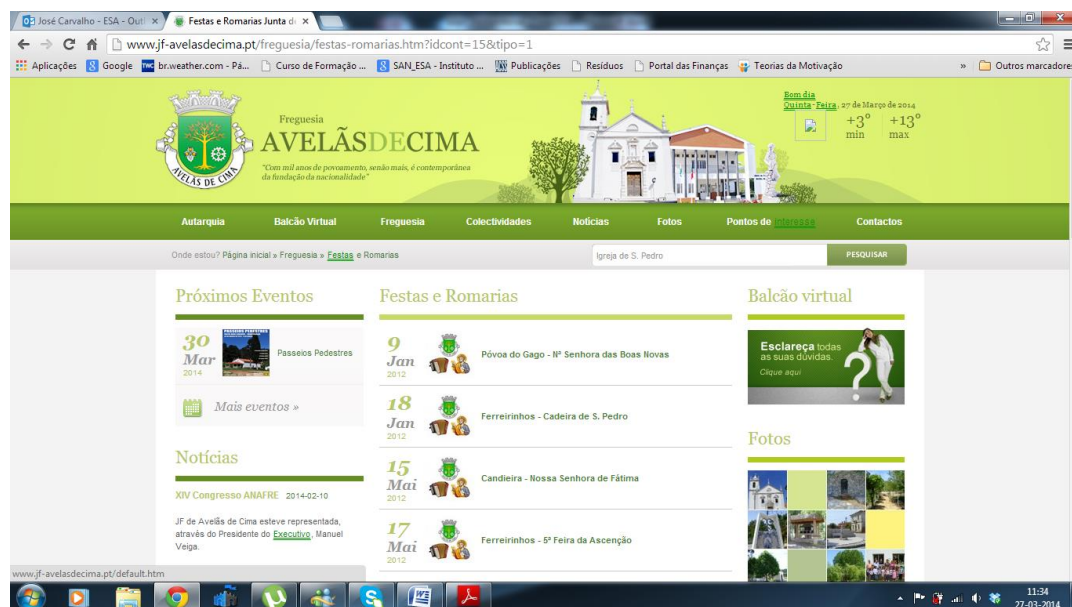 José Carvalho - ESA - Outl
Festas e Romarias Junta d
www.jf-avelasdecima.pt/freguesia/festas-romarias.htm?idcont=15&tipo=1
Aplicações Google br.weather.com - Pá... Curso de Formação ... SAN_ESA - Instituto ... Publicações Resíduos Portal das Finanças Teorias da Motivação » Outros marcadores
Freguesia
AVELÃSDECIMA
"Com mil anos de povoamento, senão mais, é contemporânea
da fundação da nacionalidade"
AVELÃS DE CIMA
Bom dia
Quinta-Feira, 27 de Março de 2014
+3° +13°
min max
Autarquia Balcão Virtual Freguesia Colectividades Notícias Fotos Pontos de interesse Contactos
Onde estou? Página inicial » Freguesia » Festas e Romarias
Igreja de S. Pedro PESQUISAR
Próximos Eventos
30
Mar
2014
PASSEIOS PEDESTRES
Passeios Pedestres
Mais eventos »
Notícias
XIV Congresso ANAFRE 2014-02-10
JF de Avelãs de Cima esteve representada,
através do Presidente do Executivo, Manuel
Veiga.
Festas e Romarias
9
Jan
2012
Póvoa do Gago - Nª Senhora das Boas Novas
18
Jan
2012
Ferreirinhos - Cadeira de S. Pedro
15
Mai
2012
Candieira - Nossa Senhora de Fátima
17
Mai
2012
Ferreirinhos - 5ª Feira da Ascenção
Balcão virtual
Esclareça todas
as suas dúvidas.
Clique aqui
Fotos
www.jf-avelasdecima.pt/default.htm
11:34
27-03-2014